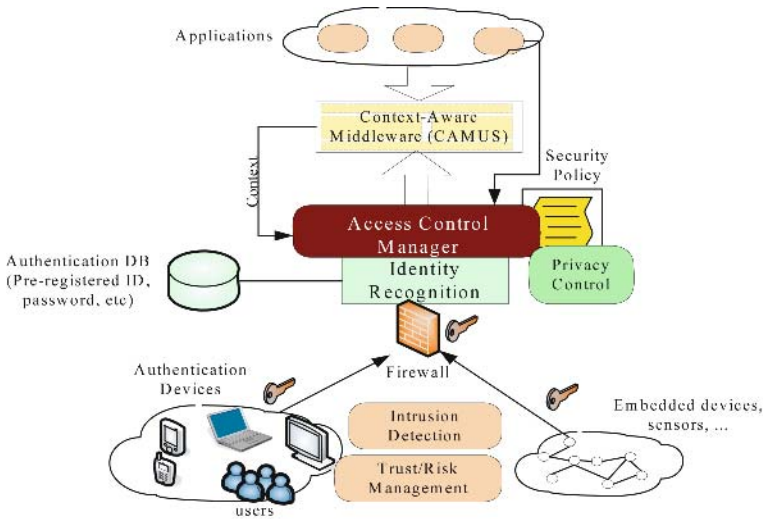 Applications
Context-Aware
Middleware (CAMUS)
Context
Security
Policy
Access Control
Manager
Authentication DB
(Pre-registered ID,
password, etc)
Identity
Recognition
Privacy
Control
Firewall
Authentication
Devices
Embedded devices,
sensors, ...
Intrusion
Detection
Trust/Risk
Management
users